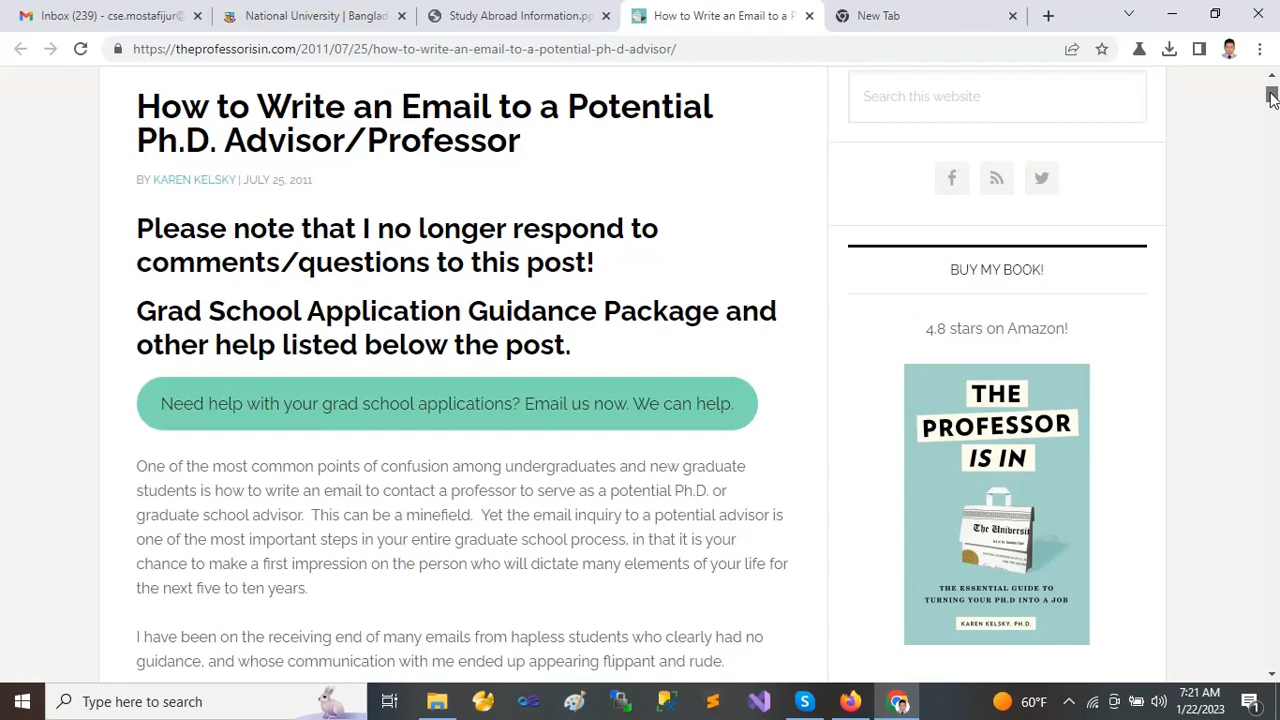 Inbox (239) - cse.mostafijur@
National University | Banglad
Study Abroad Information.pp
How to Write an Email to a P
New Tab
https://theprofessorisin.com/2011/07/25/how-to-write-an-email-to-a-potential-ph-d-advisor/
How to Write an Email to a Potential
Ph.D. Advisor/Professor
BY KAREN KELSKY | JULY 25, 2011
Please note that I no longer respond to
comments/questions to this post!
Grad School Application Guidance Package and
other help listed below the post.
Need help with your grad school applications? Email us now. We can help.
One of the most common points of confusion among undergraduates and new graduate
students is how to write an email to contact a professor to serve as a potential Ph.D. or
graduate school advisor. This can be a minefield. Yet the email inquiry to a potential advisor is
one of the most important steps in your entire graduate school process, in that it is your
chance to make a first impression on the person who will dictate many elements of your life for
the next five to ten years.
I have been on the receiving end of many emails from hapless students who clearly had no
guidance, and whose communication with me ended up appearing flippant and rude.
Search this website
BUY MY BOOK!
4.8 stars on Amazon!
THE
PROFESSOR
IS IN
The Universit
THE ESSENTIAL GUIDE TO
TURNING YOUR PH.D INTO A JOB
KAREN KELSKY, PH.D.
Type here to search
60°F
7:21 AM
1/22/2023
1